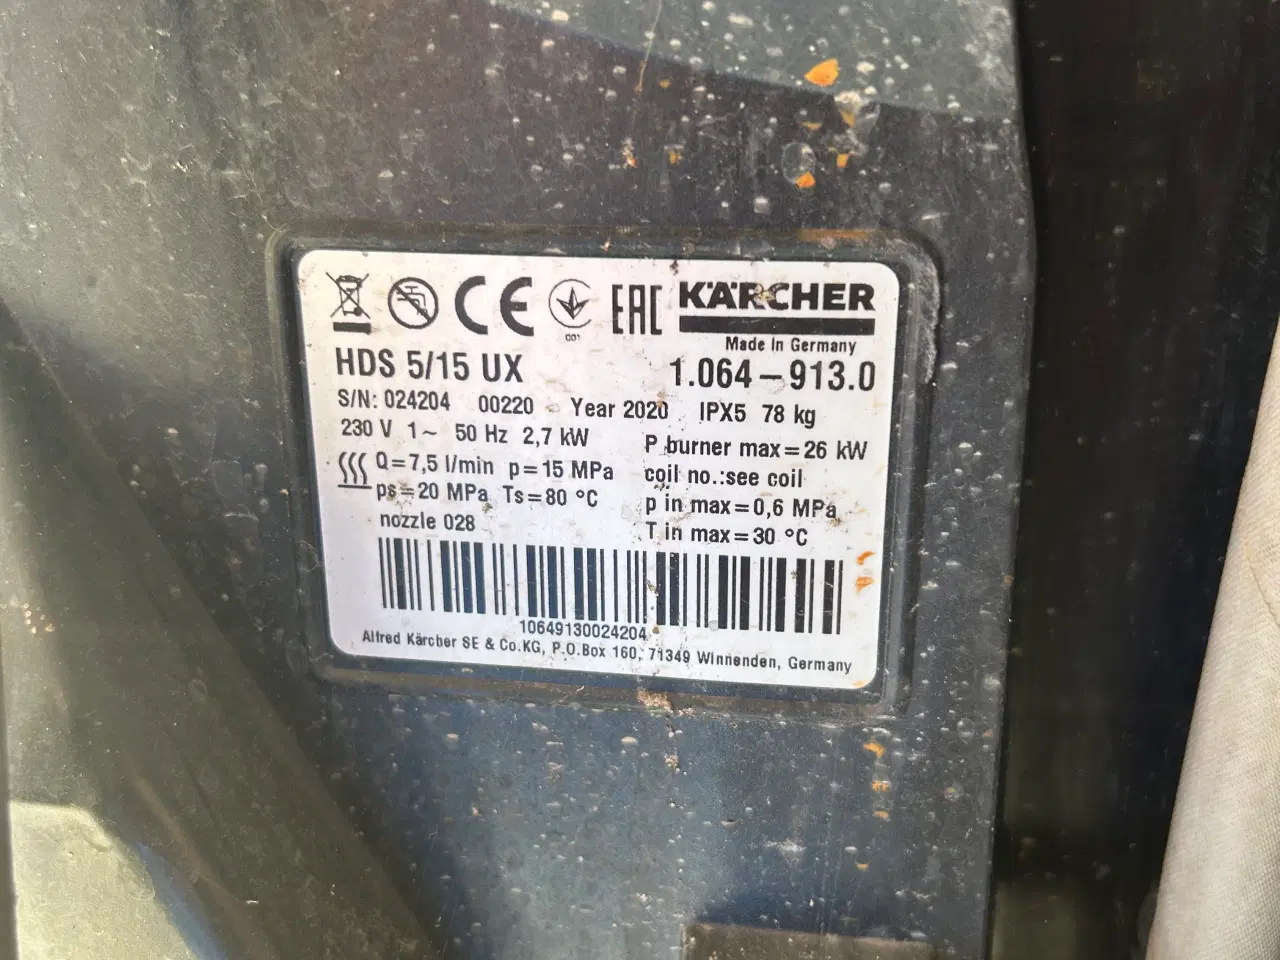 CE 001 EAC KÄRCHER
Made in Germany
HDS 5/15 UX 1.064-913.0
S/N: 024204 00220 Year 2020 IPX5 78 kg
230 V 1~ 50 Hz 2,7 kW P burner max=26 kW
Q=7,5 l/min p=15 MPa coil no.:see coil
ps=20 MPa Ts=80 °C p in max=0,6 MPa
nozzle 028 T in max=30 °C
10649130024204
Alfred Kärcher SE & Co.KG, P.O.Box 160, 71349 Winnenden, Germany